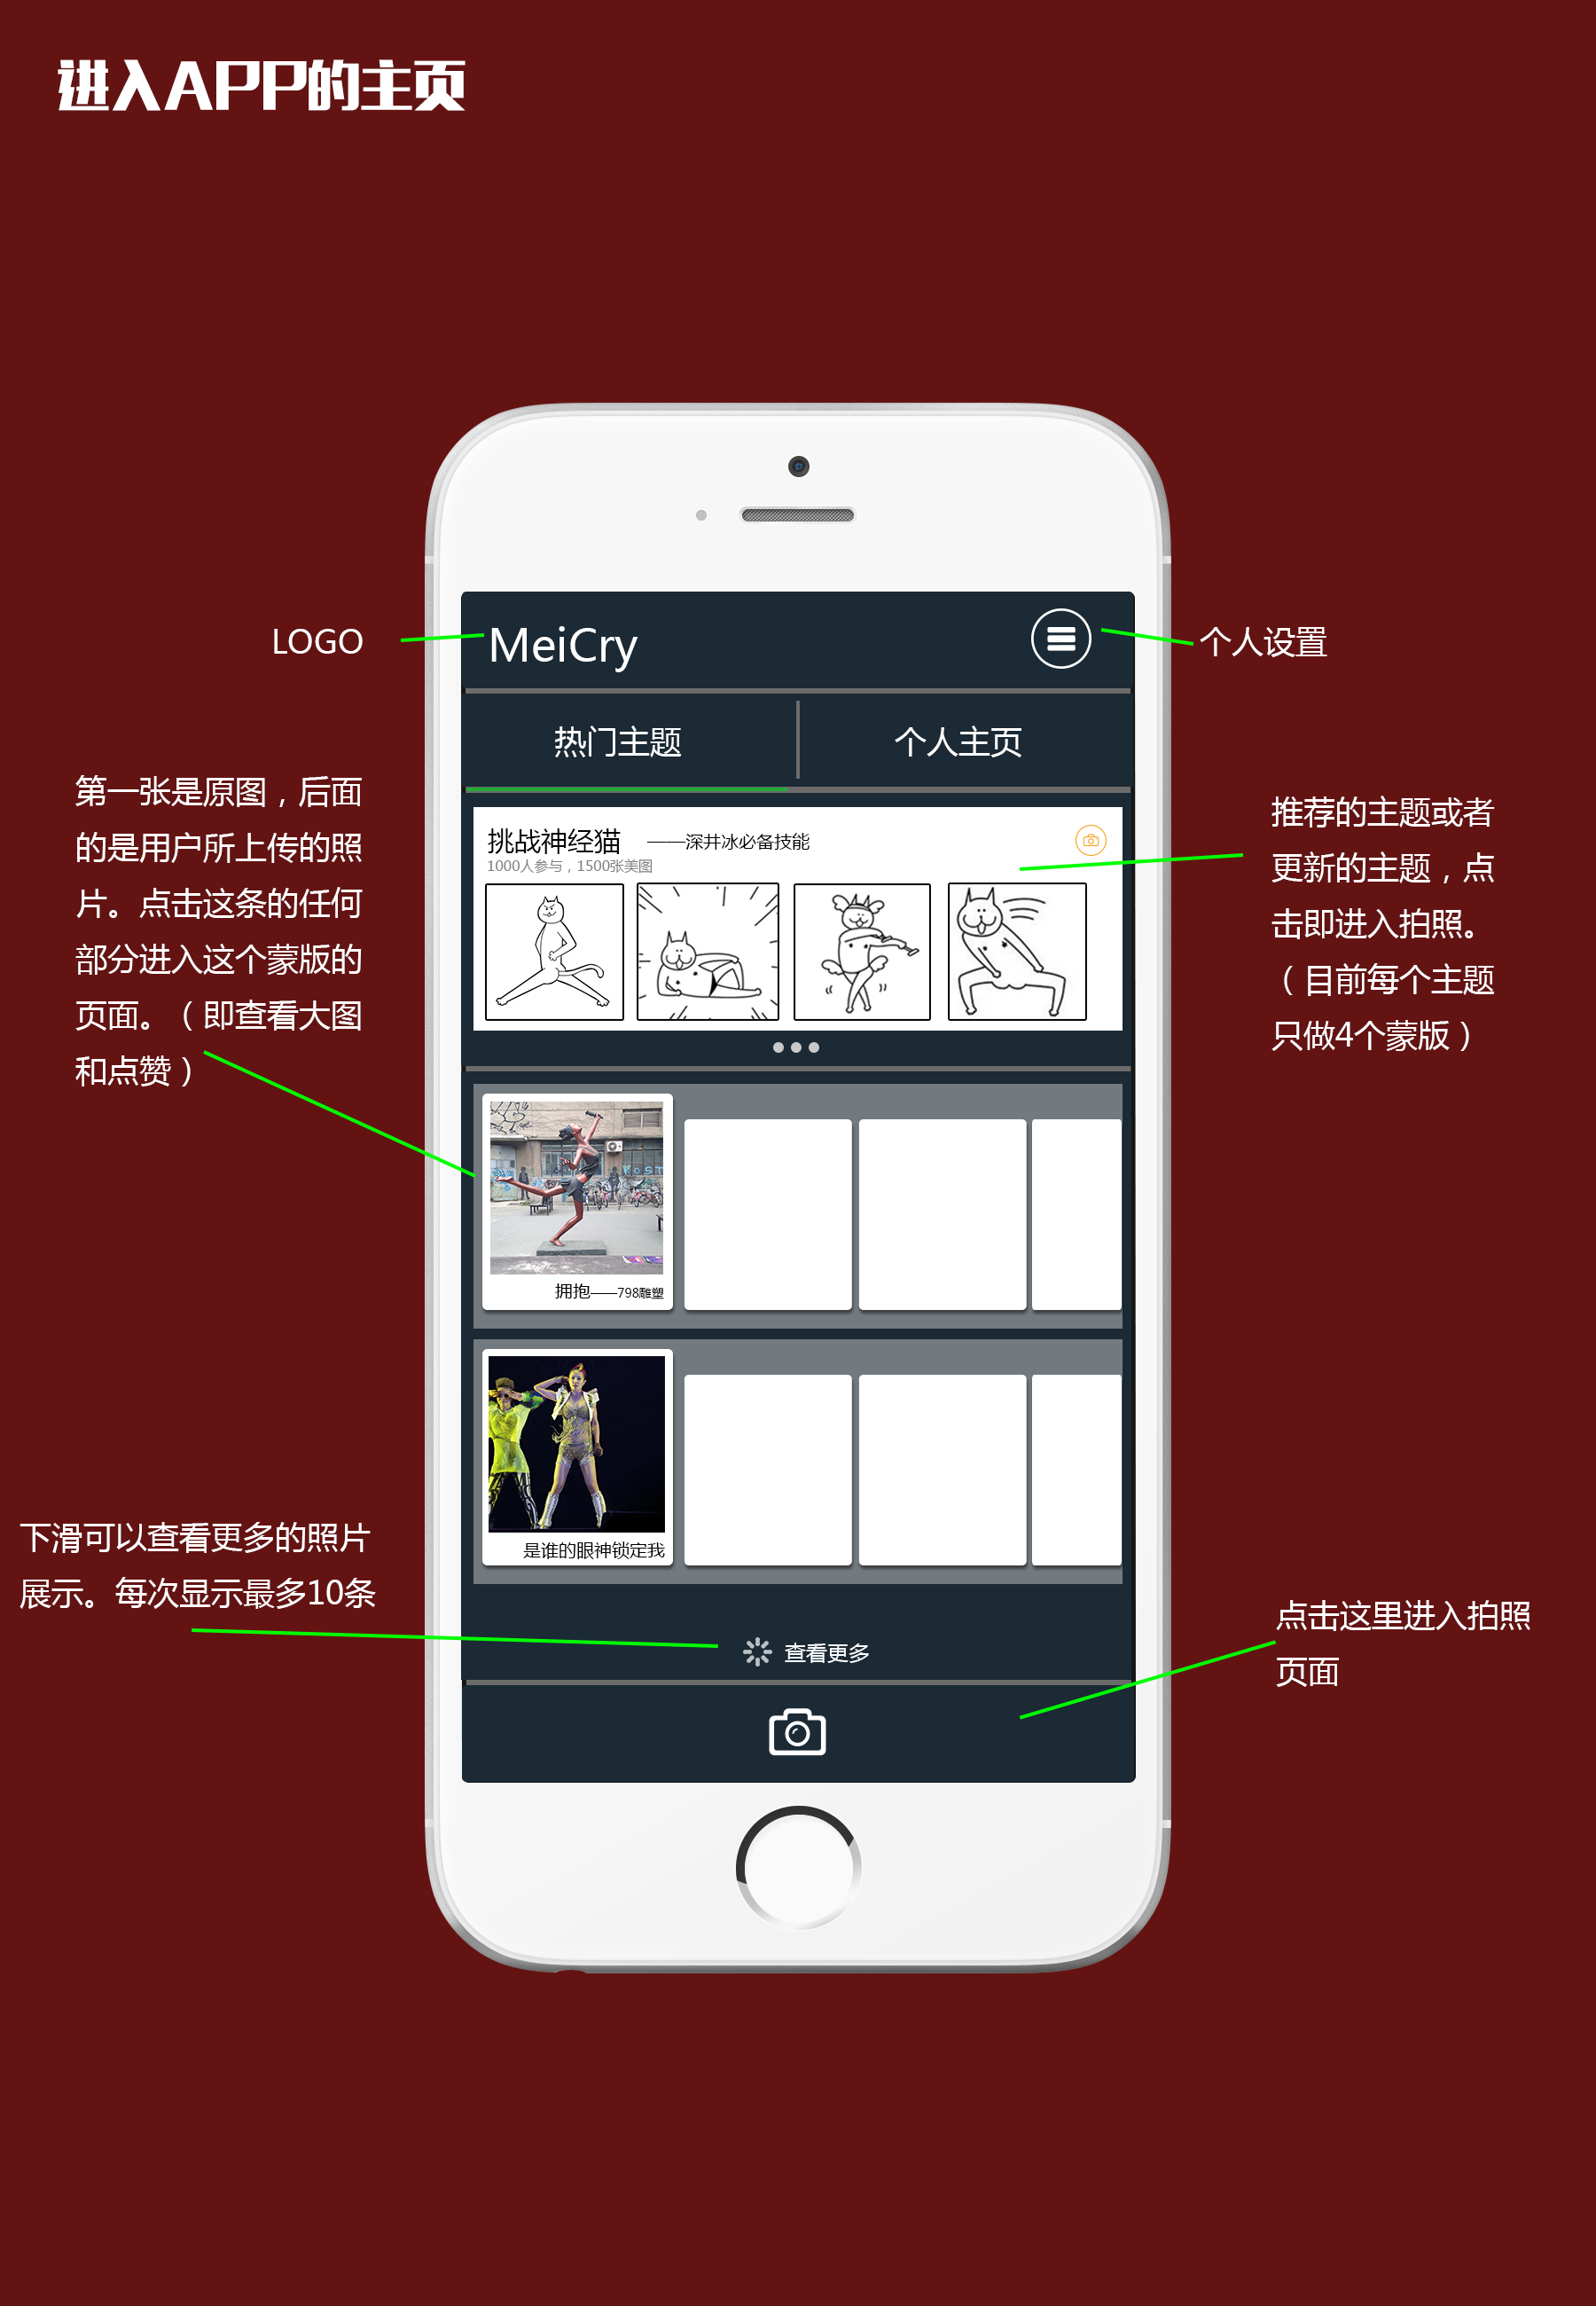 进入APP的主页
LOGO
MeiCry
个人设置
热门主题
个人主页
第一张是原图，后面
的是用户所上传的照
片。点击这条的任何
部分进入这个蒙版的
页面。（即查看大图
和点赞）
挑战神经猫 ——深井冰必备技能
1000人参与，1500张美图
推荐的主题或者
更新的主题，点
击即进入拍照。
（目前每个主题
只做4个蒙版）
拥抱——798雕塑
是谁的眼神锁定我
下滑可以查看更多的照片
展示。每次显示最多10条
查看更多
点击这里进入拍照
页面